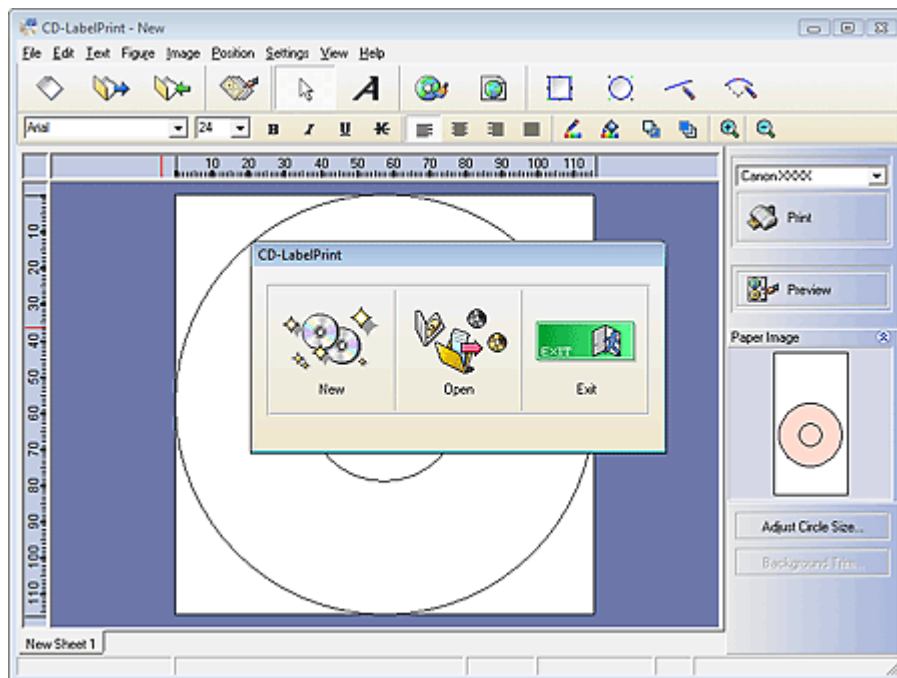 CD-LabelPrint - New
File Edit Text Figure Image Position Settings View Help
Arial 24 B I U K
10 20 30 40 50 60 70 80 90 100 110
Canon XXXX
Print
Preview
Paper Image
Adjust Circle Size...
Background Trim...
CD-LabelPrint
EXIT
New Open Exit
10
20
30
40
50
60
70
80
90
100
110
New Sheet 1